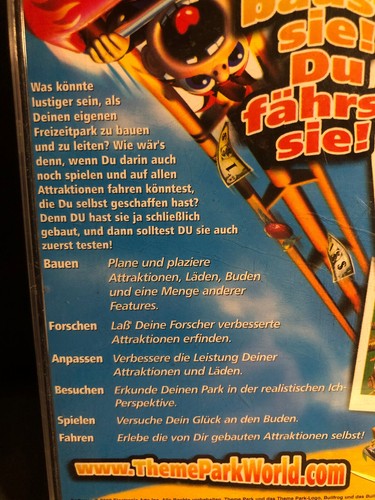 sie!
Du
sie!
Was könnte
lustiger sein, als
Deinen eigenen
Freizeitpark zu bauen
und zu leiten? Wie wär's
denn, wenn Du darin auch
noch spielen und auf allen
Attraktionen fahren könntest,
die Du selbst geschaffen hast?
Denn DU hast sie ja schließlich
gebaut, und dann solltest DU sie auch
zuerst testen!
Bauen Plane und plaziere
Attraktionen, Läden, Buden
und eine Menge anderer
Features.
Forschen Laß' Deine Forscher verbesserte
Attraktionen erfinden.
Anpassen Verbessere die Leistung Deiner
Attraktionen und Läden.
Besuchen Erkunde Deinen Park in der realistischen Ich-
Perspektive.
Spielen Versuche Dein Glück an den Buden.
Fahren Erlebe die von Dir gebauten Attraktionen selbst!
www.ThemeParkWorld.com